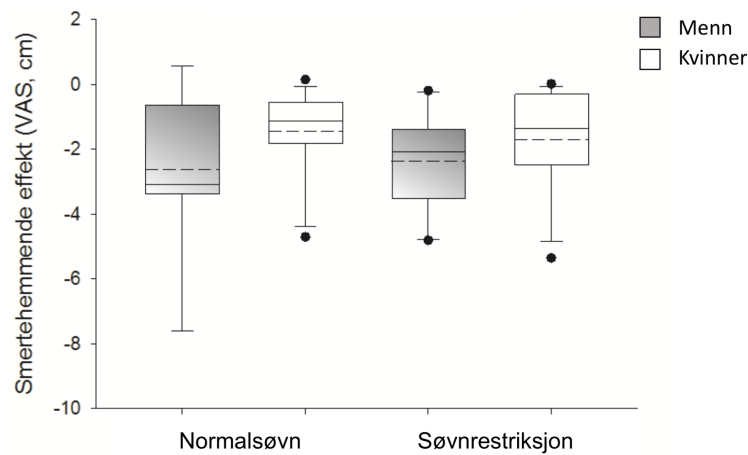 Smertehemmende effekt (VAS, cm)
2
0
-2
-4
-6
-8
-10
Normalsøvn
Søvnrestriksjon
Menn
Kvinner